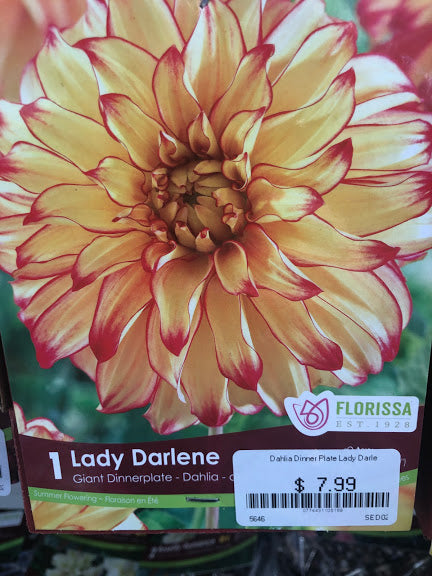 FLORISSA
EST. 1928
1 Lady Darlene
Giant Dinnerplate - Dahlia -
Summer Flowering - Floraison en Été
Dahlia Dinner Plate Lady Darle
$ 7.99
5646
SED02